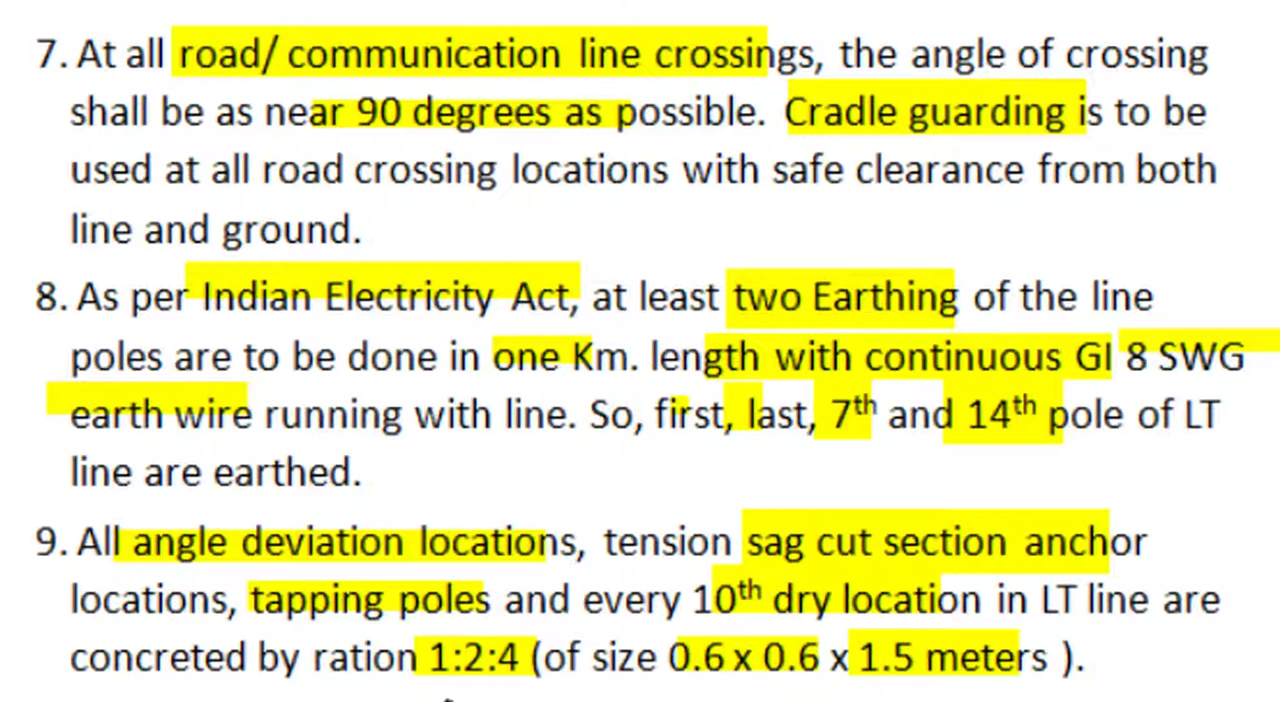 7. At all road/ communication line crossings, the angle of crossing
shall be as near 90 degrees as possible. Cradle guarding is to be
used at all road crossing locations with safe clearance from both
line and ground.
8. As per Indian Electricity Act, at least two Earthing of the line
poles are to be done in one Km. length with continuous GI 8 SWG
earth wire running with line. So, first, last, 7th and 14th pole of LT
line are earthed.
9. All angle deviation locations, tension sag cut section anchor
locations, tapping poles and every 10th dry location in LT line are
concreted by ration 1:2:4 (of size 0.6 x 0.6 x 1.5 meters ).